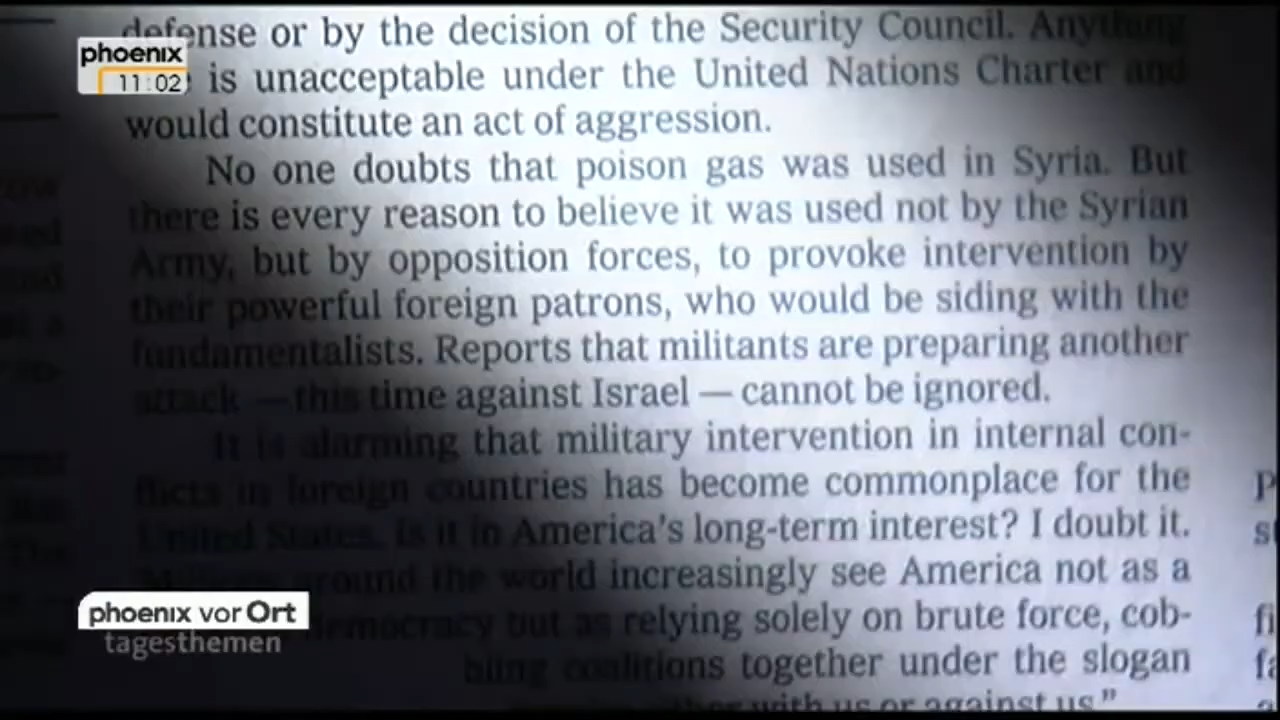 defense or by the decision of the Security Council. Anything
phoenix
11:02
is unacceptable under the United Nations Charter and
would constitute an act of aggression.
No one doubts that poison gas was used in Syria. But
there is every reason to believe it was used not by the Syrian
Army, but by opposition forces, to provoke intervention by
their powerful foreign patrons, who would be siding with the
fundamentalists. Reports that militants are preparing another
attack — this time against Israel — cannot be ignored.
It is alarming that military intervention in internal con-
flicts in foreign countries has become commonplace for the
United States. Is it in America's long-term interest? I doubt it.
Millions around the world increasingly see America not as a
democracy but as relying solely on brute force, cob-
bling coalitions together under the slogan
with us or against us."
phoenix vor Ort
tagesthemen